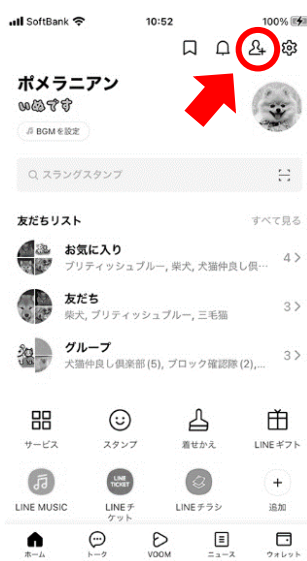 SoftBank 10:52 100%
ポメラニアン
いぬです
BGMを設定
スラングスタンプ
友だちリスト すべて見る
お気に入り
ブリティッシュブルー, 柴犬, 犬猫仲良し倶… 4
友だち
柴犬, ブリティッシュブルー, 三毛猫 3
グループ
犬猫仲良し倶楽部(5), ブロック確認隊(2),... 3
サービス スタンプ 着せかえ LINEギフト
LINE TICKET
LINE MUSIC LINEチケット LINEチラシ 追加
ホーム トーク VOOM ニュース ウォレット